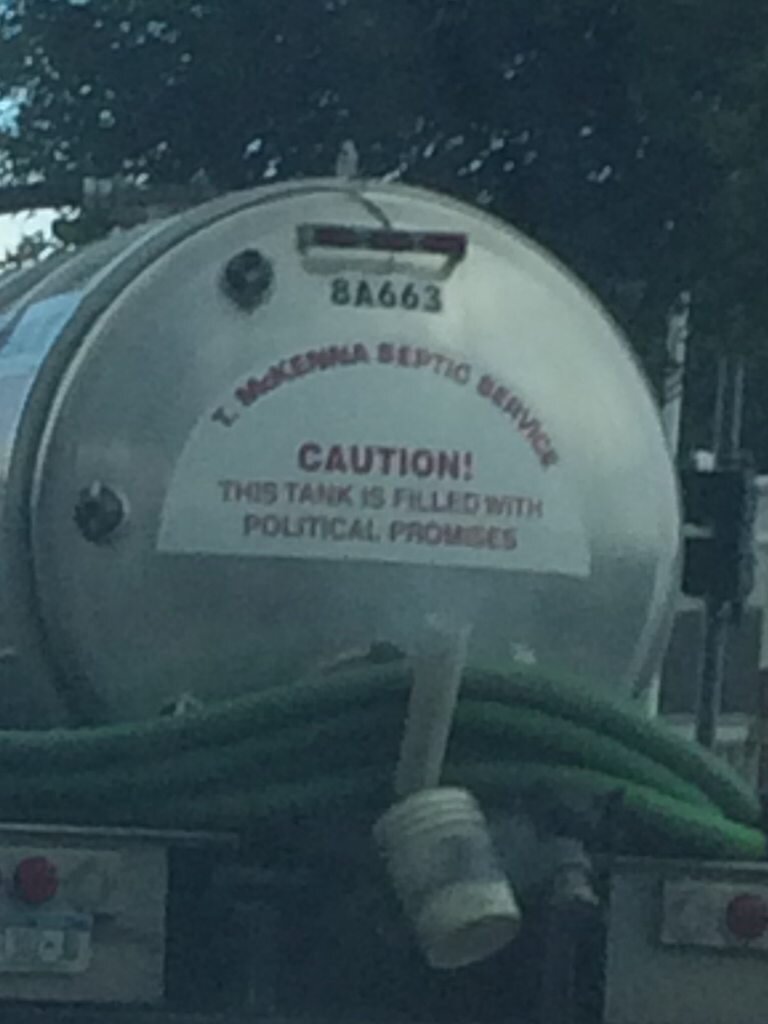 8A663
T. McKENNA SEPTIC SERVICE
CAUTION!
THIS TANK IS FILLED WITH
POLITICAL PROMISES